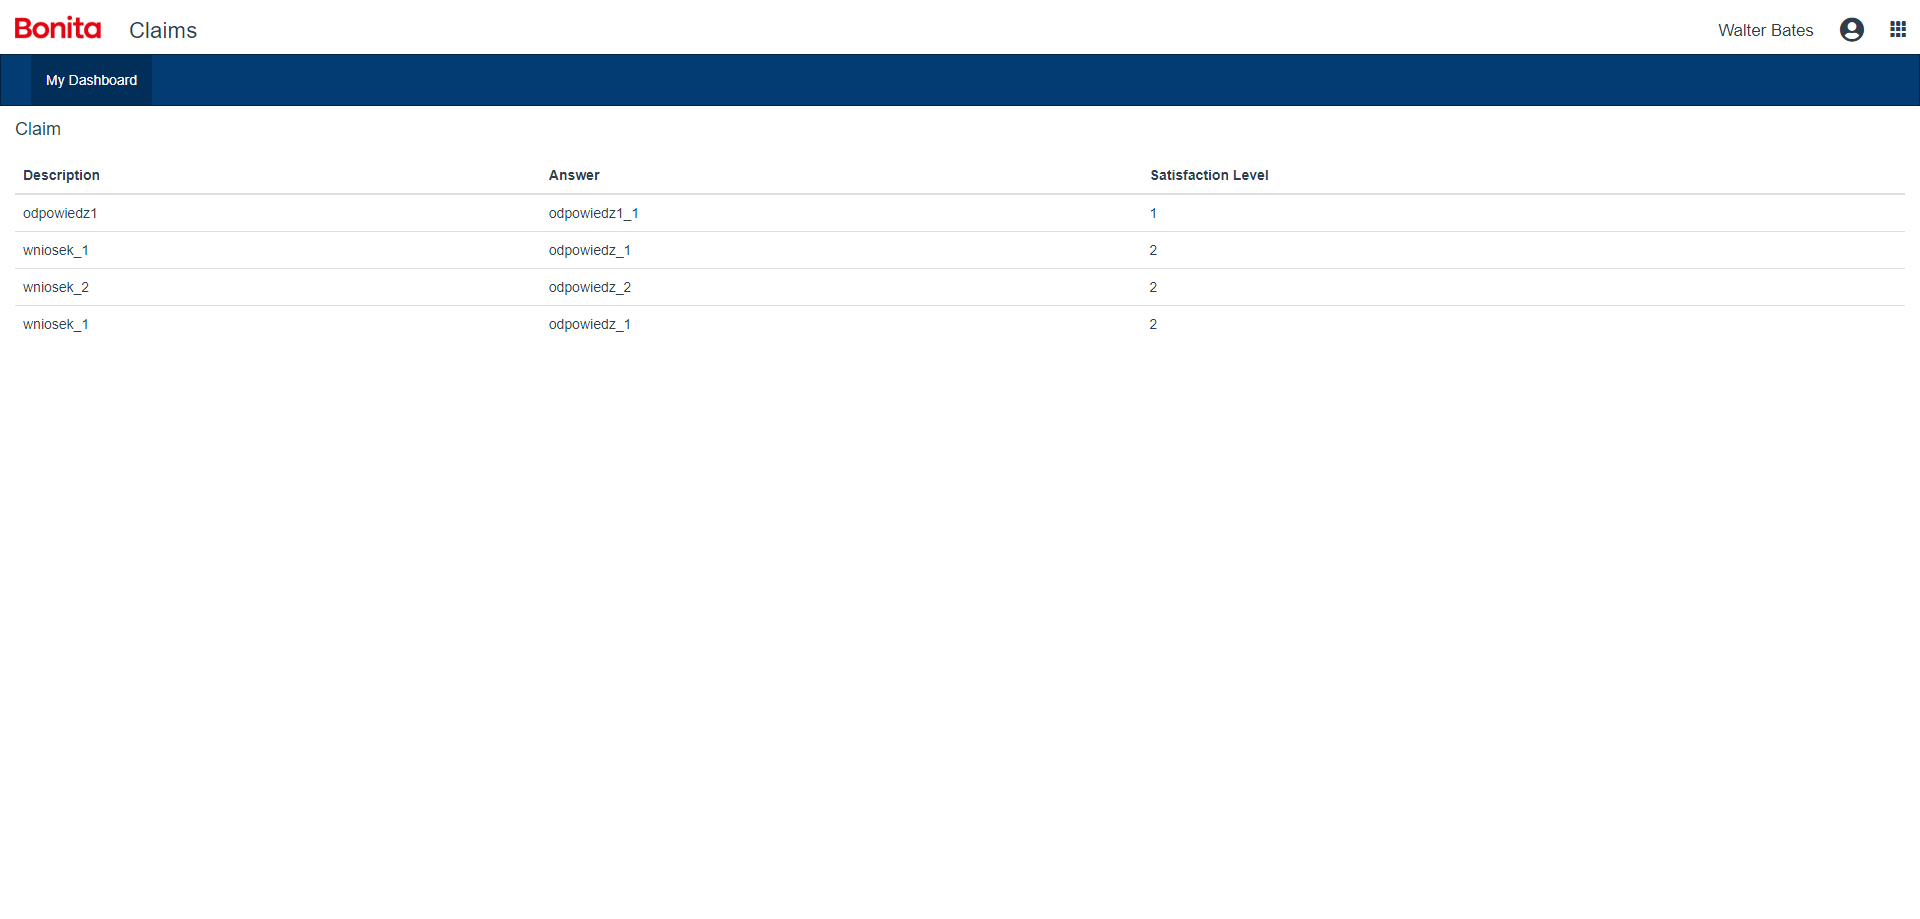 Bonita Claims Walter Bates
My Dashboard
Claim
Description Answer Satisfaction Level
odpowiedz1 odpowiedz1_1 1
wniosek_1 odpowiedz_1 2
wniosek_2 odpowiedz_2 2
wniosek_1 odpowiedz_1 2